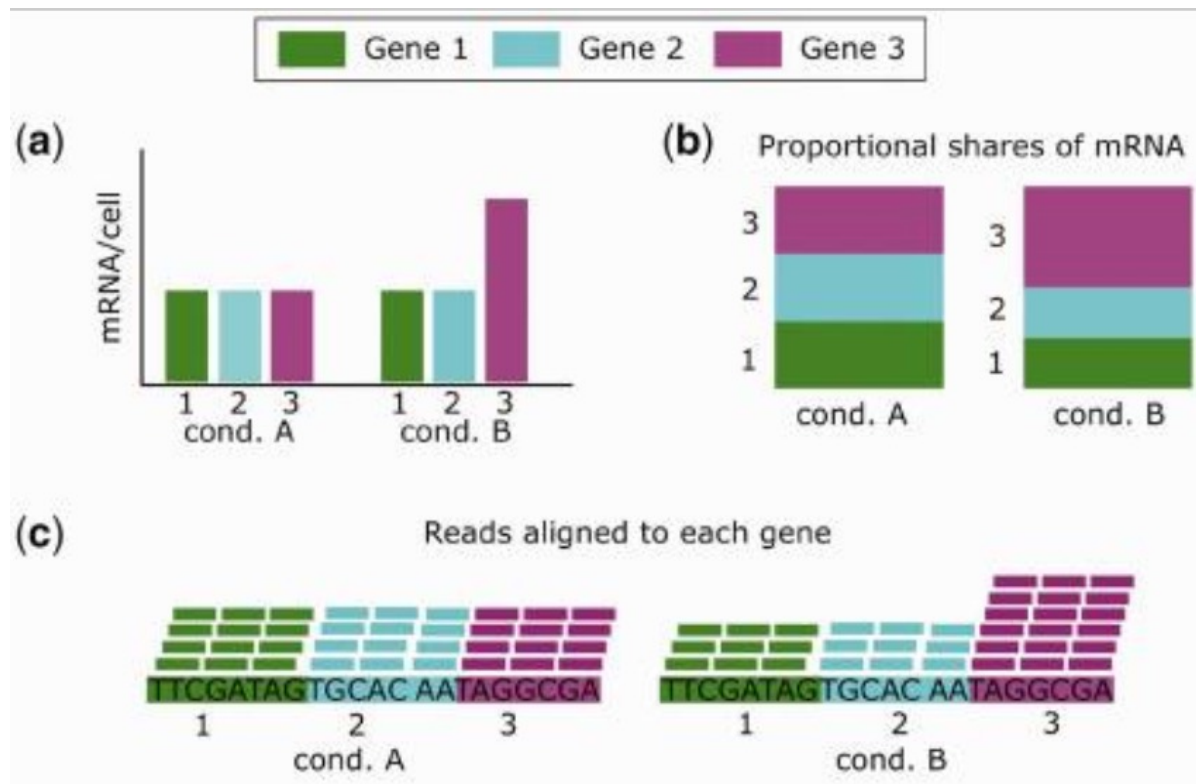 Gene 1 Gene 2 Gene 3
(a)
mRNA/cell
1 2 3 1 2 3
cond. A cond. B
(b) Proportional shares of mRNA
3
2
1
cond. A
3
2
1
cond. B
(c) Reads aligned to each gene
TTCGATAGTGCAC AATAGGCGA
1 2 3
cond. A
TTCGATAGTGCAC AATAGGCGA
1 2 3
cond. B